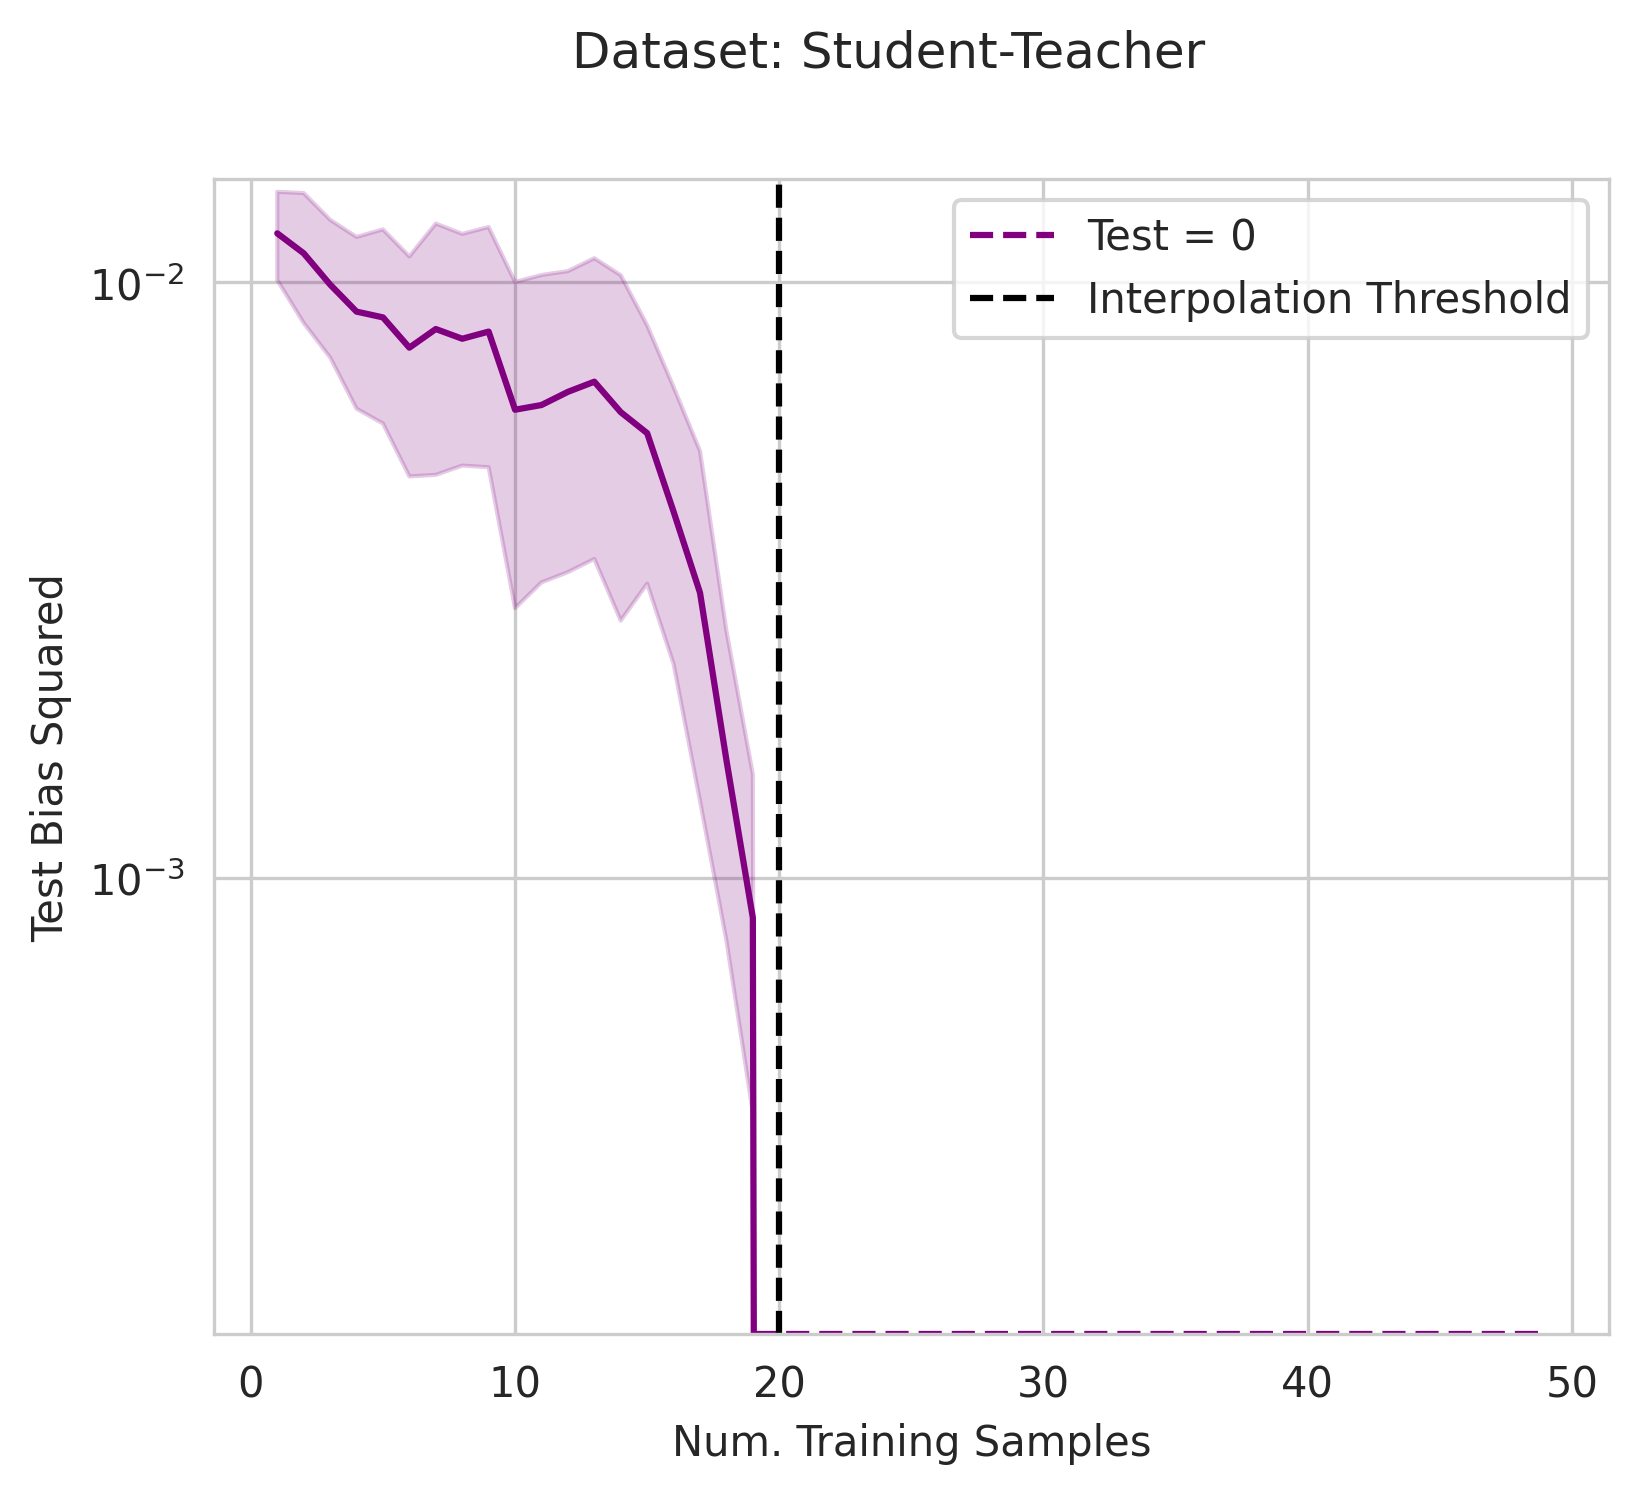 Dataset: Student-Teacher
Test = 0
Interpolation Threshold
10⁻²
10⁻³
Test Bias Squared
0 10 20 30 40 50
Num. Training Samples